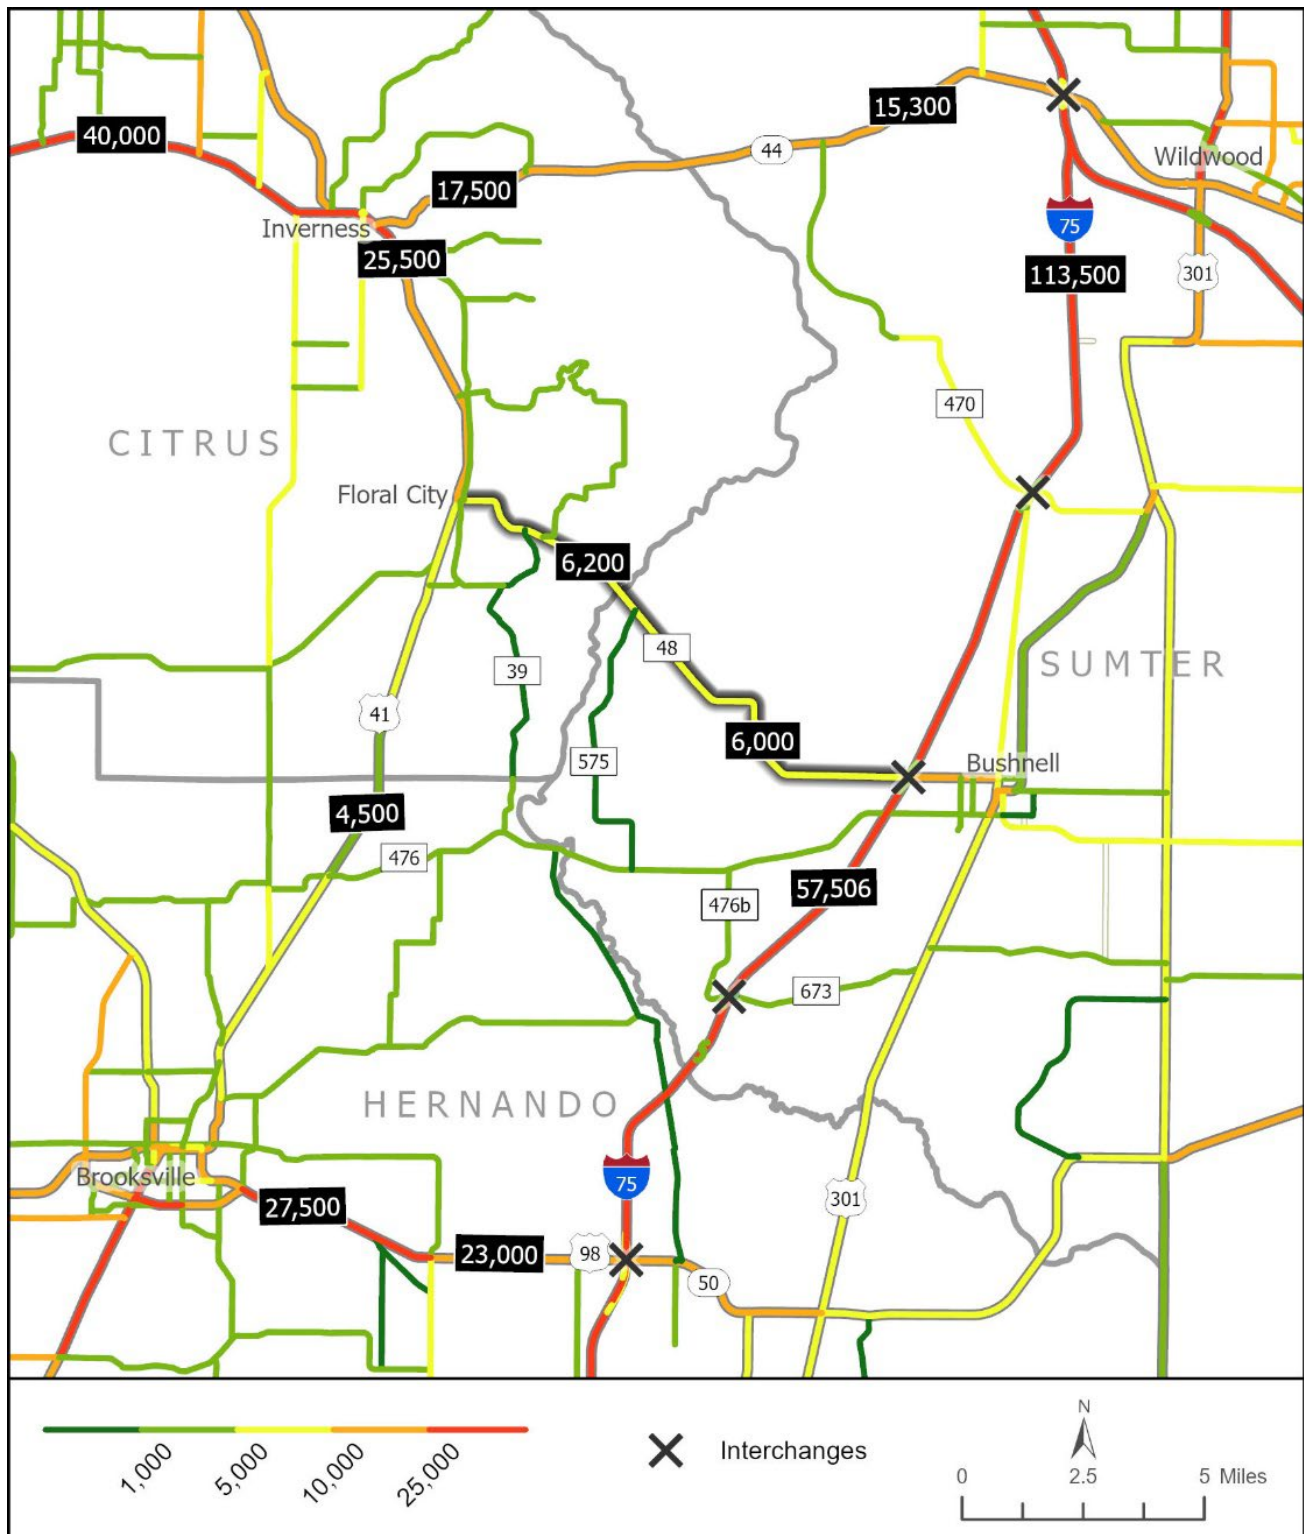 15,300
40,000
44
Wildwood
17,500
Inverness
75
25,500
113,500
301
470
CITRUS
Floral City
6,200
48
SUMTER
39
41
6,000
575
Bushnell
4,500
476
57,506
476b
673
HERNANDO
Brooksville
75
301
27,500
23,000
98
50
1,000
5,000
10,000
25,000
Interchanges
N
0 2.5 5 Miles